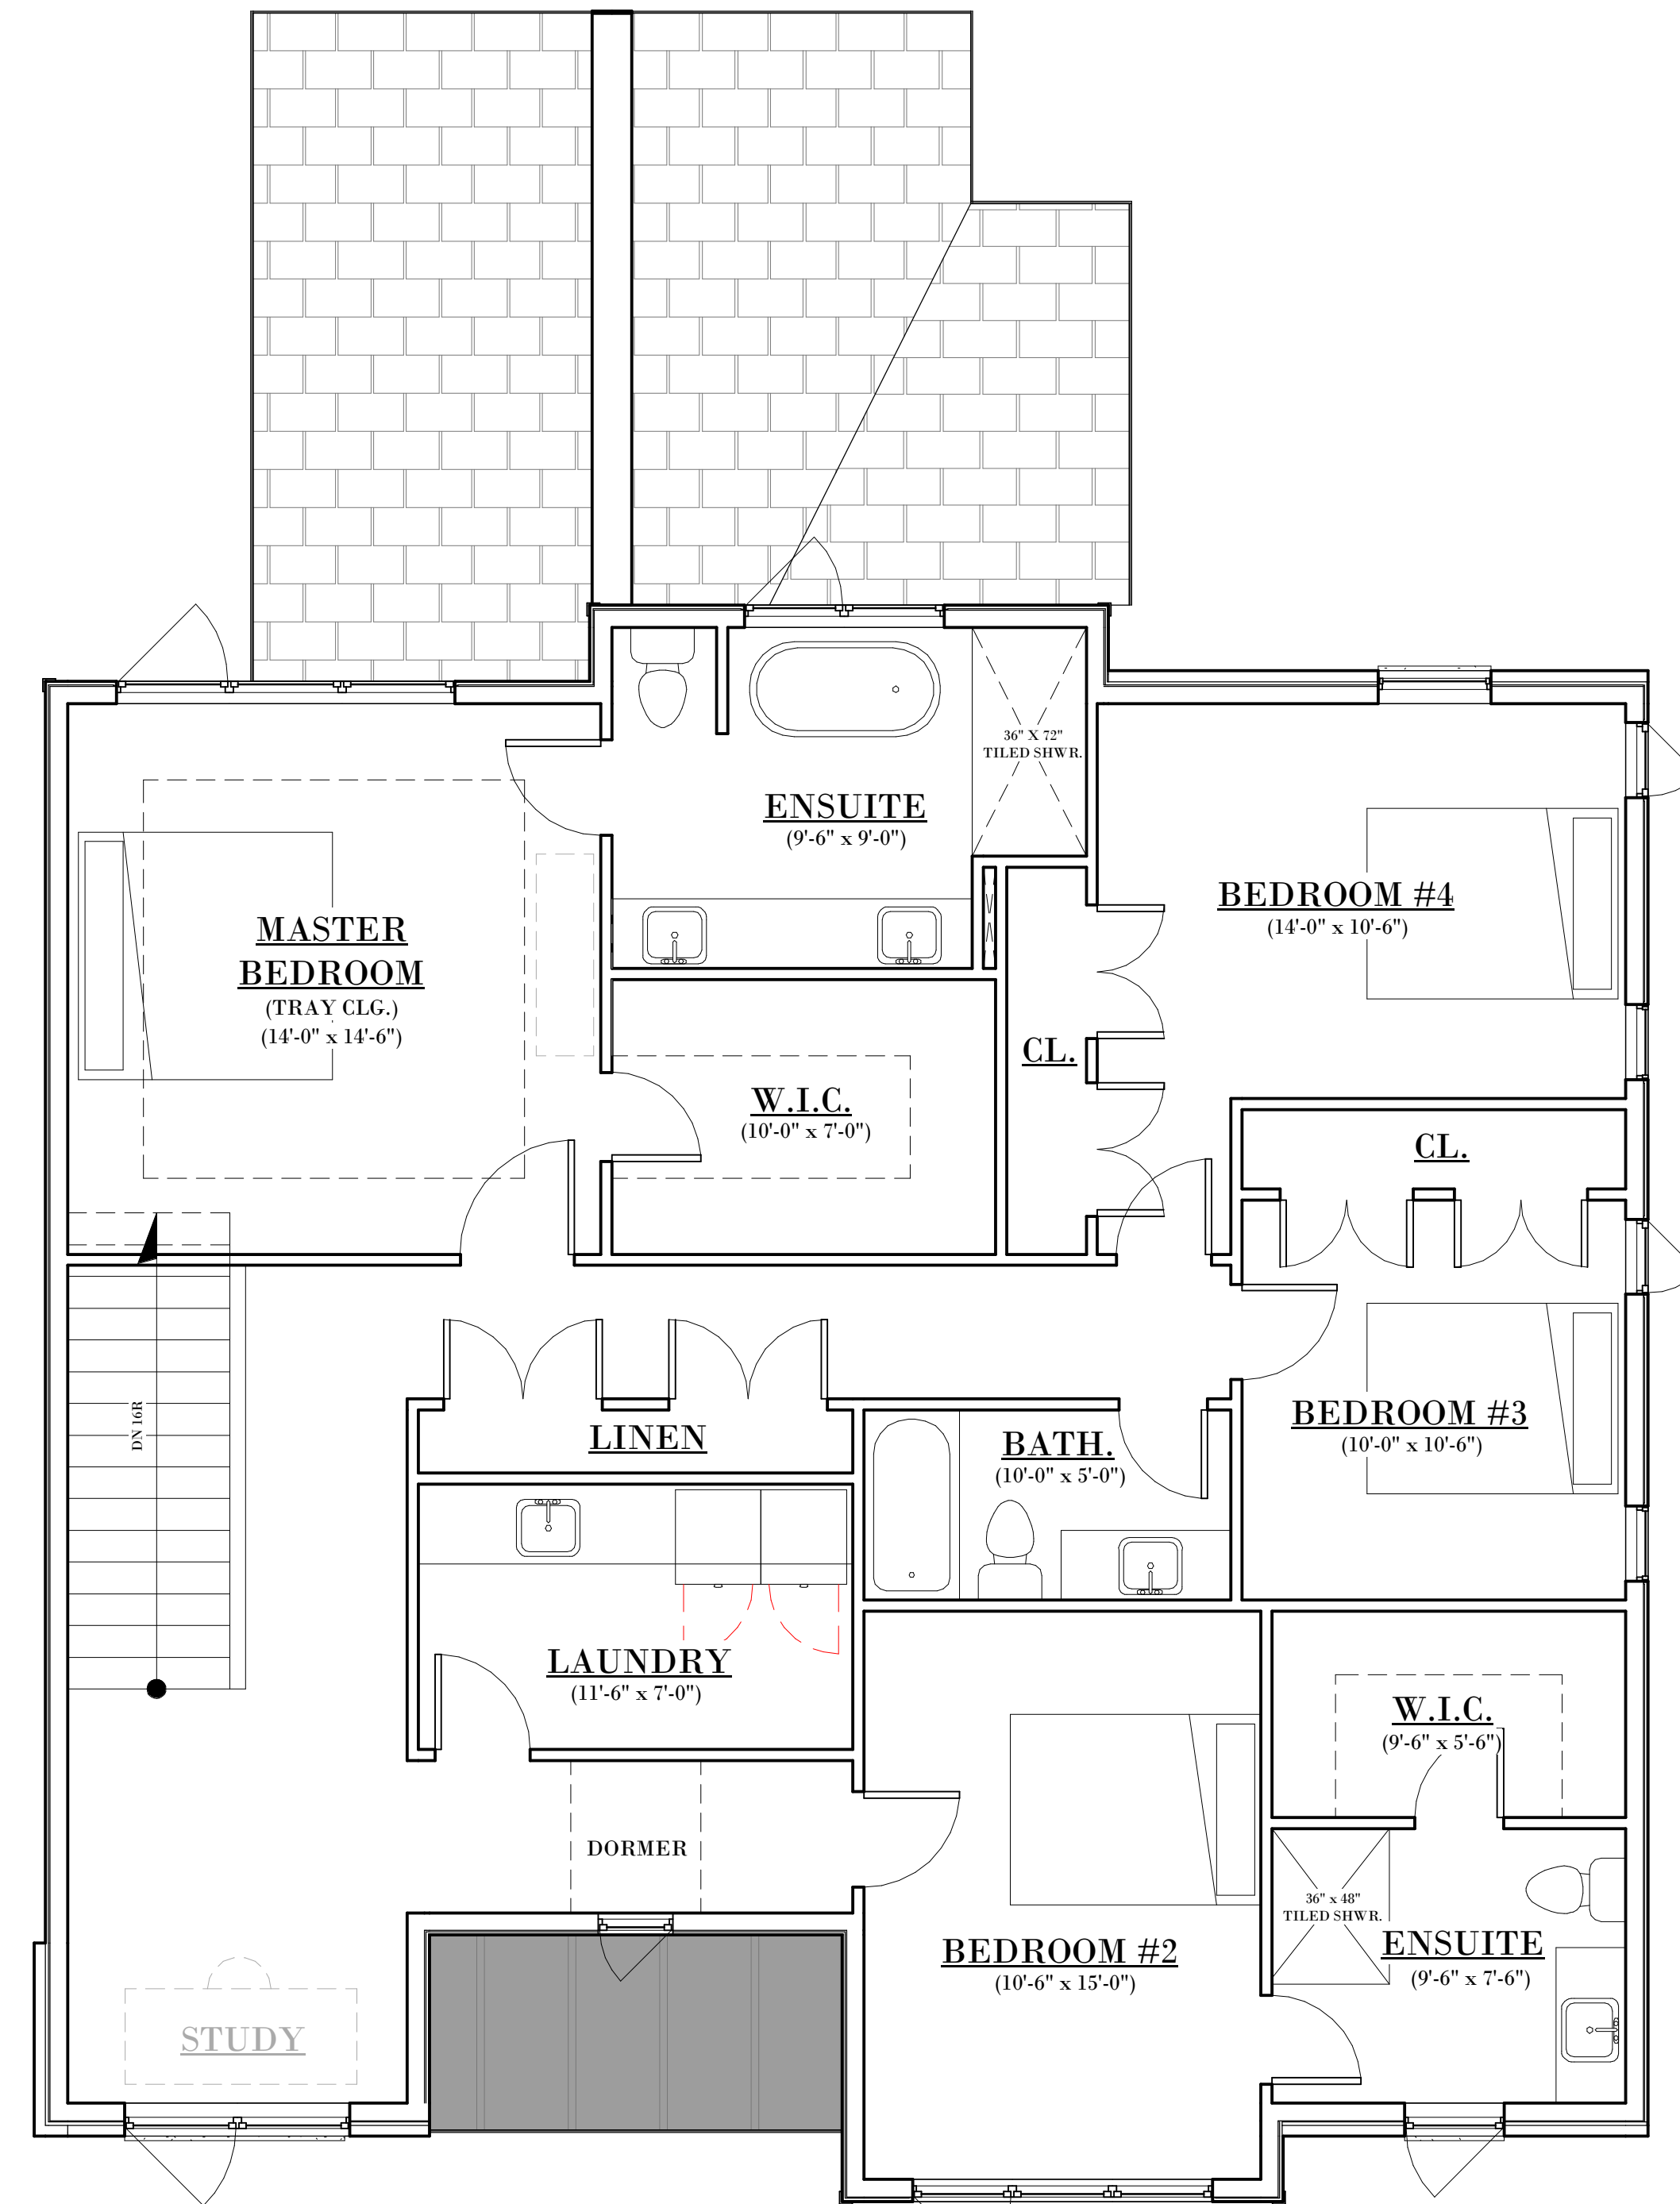 36" X 72"
TILED SHWR.
ENSUITE
(9'-6" x 9'-0")
BEDROOM #4
(14'-0" x 10'-6")
MASTER
BEDROOM
(TRAY CLG.)
(14'-0" x 14'-6")
CL.
W.I.C.
(10'-0" x 7'-0")
CL.
DN 16R
LINEN
BATH.
(10'-0" x 5'-0")
BEDROOM #3
(10'-0" x 10'-6")
LAUNDRY
(11'-6" x 7'-0")
W.I.C.
(9'-6" x 5'-6")
DORMER
36" x 48"
TILED SHWR.
BEDROOM #2
(10'-6" x 15'-0")
ENSUITE
(9'-6" x 7'-6")
STUDY